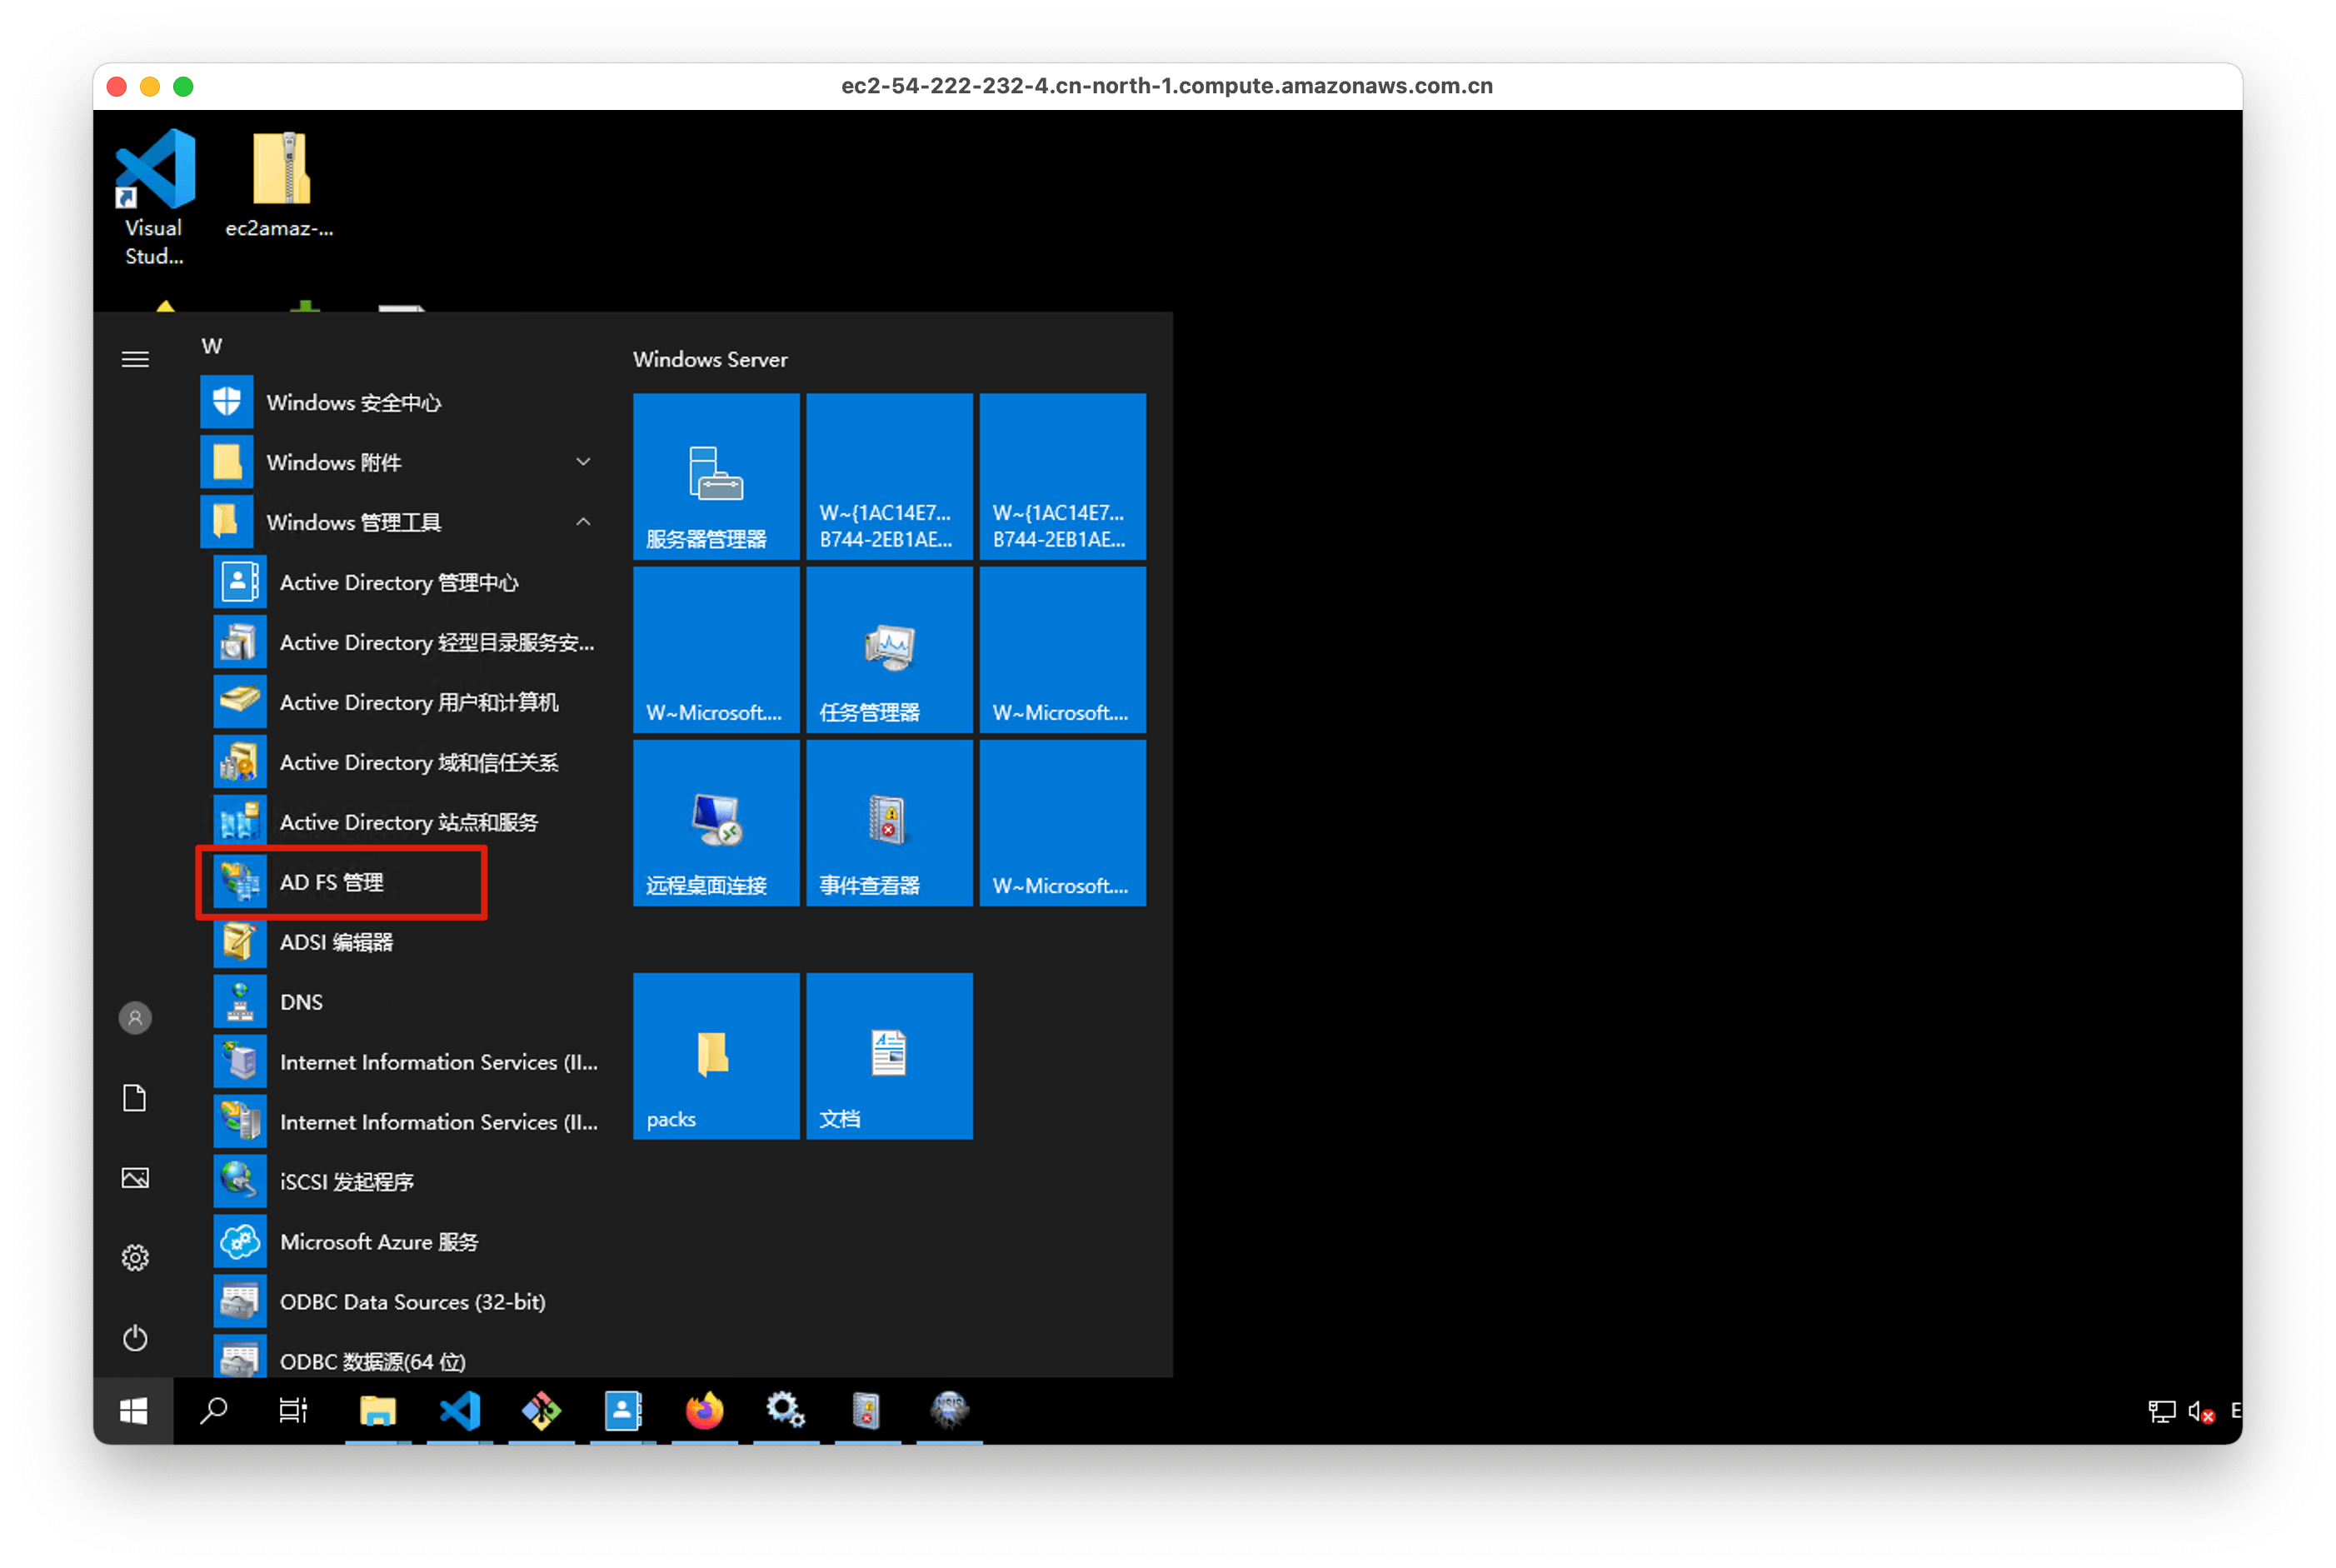 ec2-54-222-232-4.cn-north-1.compute.amazonaws.com.cn
Visual
Stud...
ec2amaz-...
W
Windows 安全中心
Windows 附件
Windows 管理工具
Active Directory 管理中心
Active Directory 轻型目录服务安...
Active Directory 用户和计算机
Active Directory 域和信任关系
Active Directory 站点和服务
AD FS 管理
ADSI 编辑器
DNS
Internet Information Services (II...
Internet Information Services (II...
iSCSI 发起程序
Microsoft Azure 服务
ODBC Data Sources (32-bit)
ODBC 数据源(64 位)
Windows Server
服务器管理器
W~{1AC14E7...
B744-2EB1AE...
W~{1AC14E7...
B744-2EB1AE...
W~Microsoft....
任务管理器
W~Microsoft....
远程桌面连接
事件查看器
W~Microsoft....
packs
文档
NSIS
E